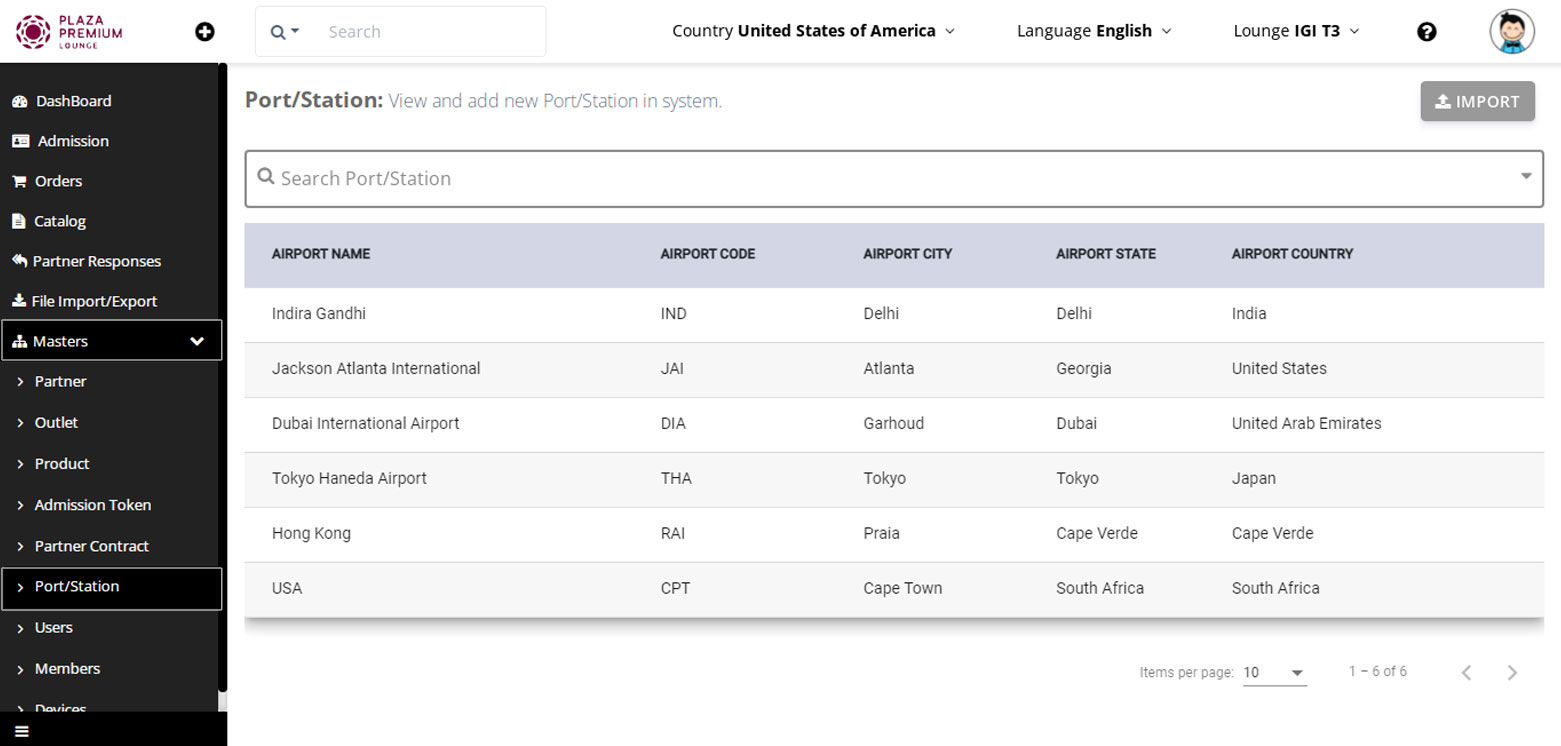 PLAZA
PREMIUM
LOUNGE
Search
Country United States of America
Language English
Lounge IGI T3
DashBoard
Admission
Orders
Catalog
Partner Responses
File Import/Export
Masters
Partner
Outlet
Product
Admission Token
Partner Contract
Port/Station
Users
Members
Devices
Port/Station: View and add new Port/Station in system.
IMPORT
Search Port/Station
AIRPORT NAME AIRPORT CODE AIRPORT CITY AIRPORT STATE AIRPORT COUNTRY
Indira Gandhi IND Delhi Delhi India
Jackson Atlanta International JAI Atlanta Georgia United States
Dubai International Airport DIA Garhoud Dubai United Arab Emirates
Tokyo Haneda Airport THA Tokyo Tokyo Japan
Hong Kong RAI Praia Cape Verde Cape Verde
USA CPT Cape Town South Africa South Africa
Items per page: 10 1 – 6 of 6